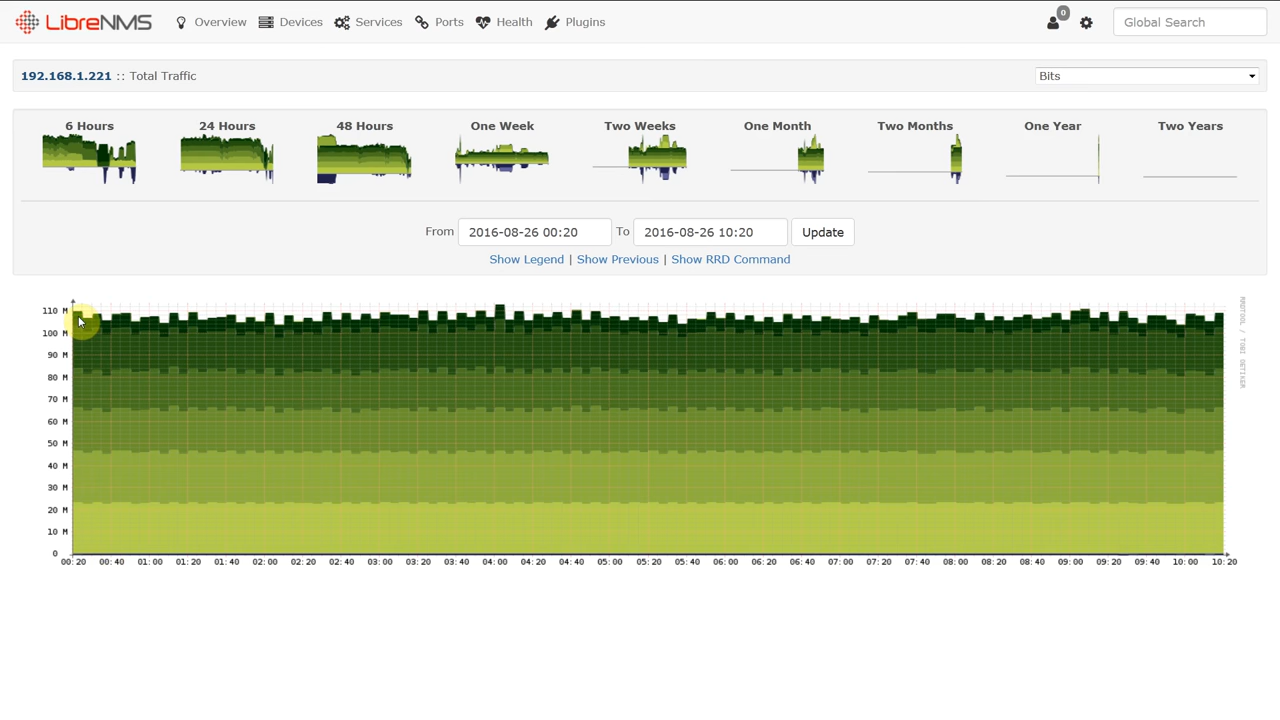 LibreNMS Overview Devices Services Ports Health Plugins 0 Global Search
192.168.1.221 :: Total Traffic Bits
6 Hours 24 Hours 48 Hours One Week Two Weeks One Month Two Months One Year Two Years
From 2016-08-26 00:20 To 2016-08-26 10:20 Update
Show Legend | Show Previous | Show RRD Command
110 M
100 M
90 M
80 M
70 M
60 M
50 M
40 M
30 M
20 M
10 M
0
00:20 00:40 01:00 01:20 01:40 02:00 02:20 02:40 03:00 03:20 03:40 04:00 04:20 04:40 05:00 05:20 05:40 06:00 06:20 06:40 07:00 07:20 07:40 08:00 08:20 08:40 09:00 09:20 09:40 10:00 10:20
RRDTOOL / TOBI OETIKER